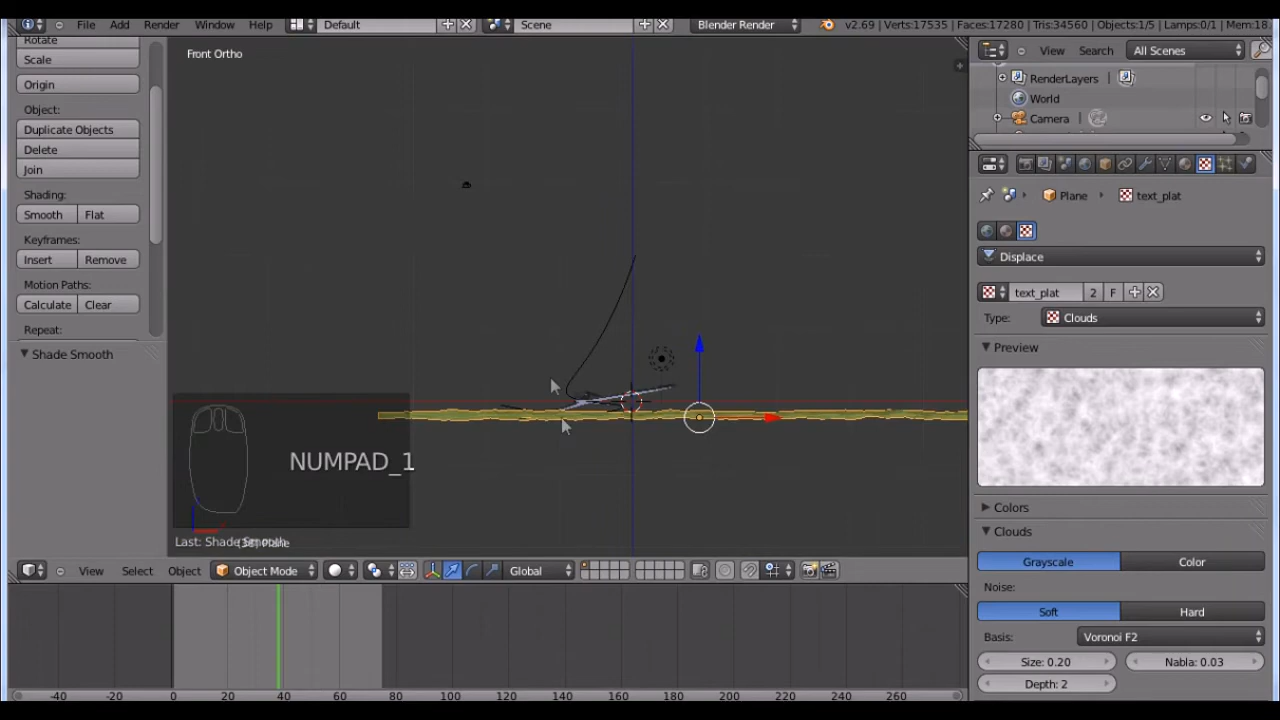 File Add Render Window Help Default Scene Blender Render v2.69 | Verts:17535 | Faces:17280 | Tris:34560 | Objects:1/5 | Lamps:0/1 | Mem:18.
Rotate
Scale
Origin
Object:
Duplicate Objects
Delete
Join
Shading:
Smooth Flat
Keyframes:
Insert Remove
Motion Paths:
Calculate Clear
Repeat:
Shade Smooth
Front Ortho
NUMPAD_1
Last: Shade Smooth
(38) Plane
View Select Object Object Mode Global
-40 -20 0 20 40 60 80 100 120 140 160 180 200 220 240 260
View Search All Scenes
RenderLayers |
World
Camera |
Plane text_plat
Displace
text_plat 2 F
Type: Clouds
Preview
Colors
Clouds
Grayscale Color
Noise:
Soft Hard
Basis: Voronoi F2
Size: 0.20 Nabla: 0.03
Depth: 2